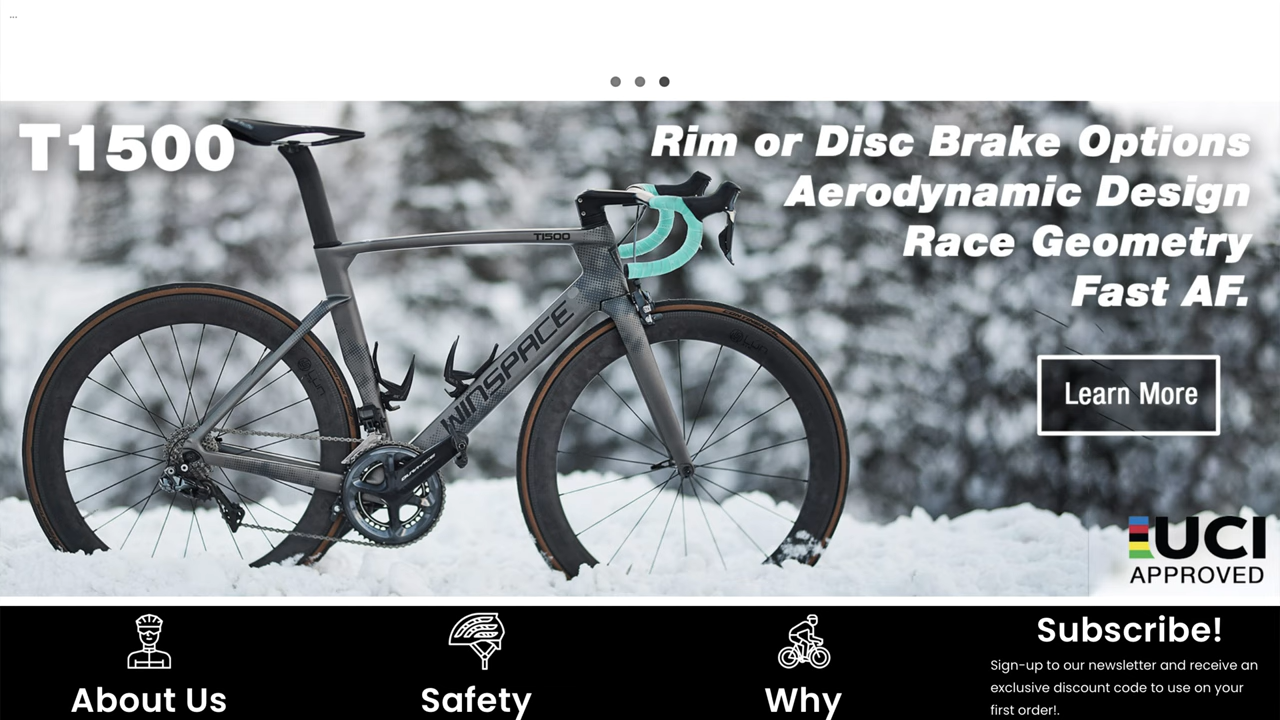 ...
T1500
Rim or Disc Brake Options
Aerodynamic Design
Race Geometry
Fast AF.
T1500
WINSPACE
Learn More
UCI
APPROVED
About Us
Safety
Why
Subscribe!
Sign-up to our newsletter and receive an
exclusive discount code to use on your
first order!.